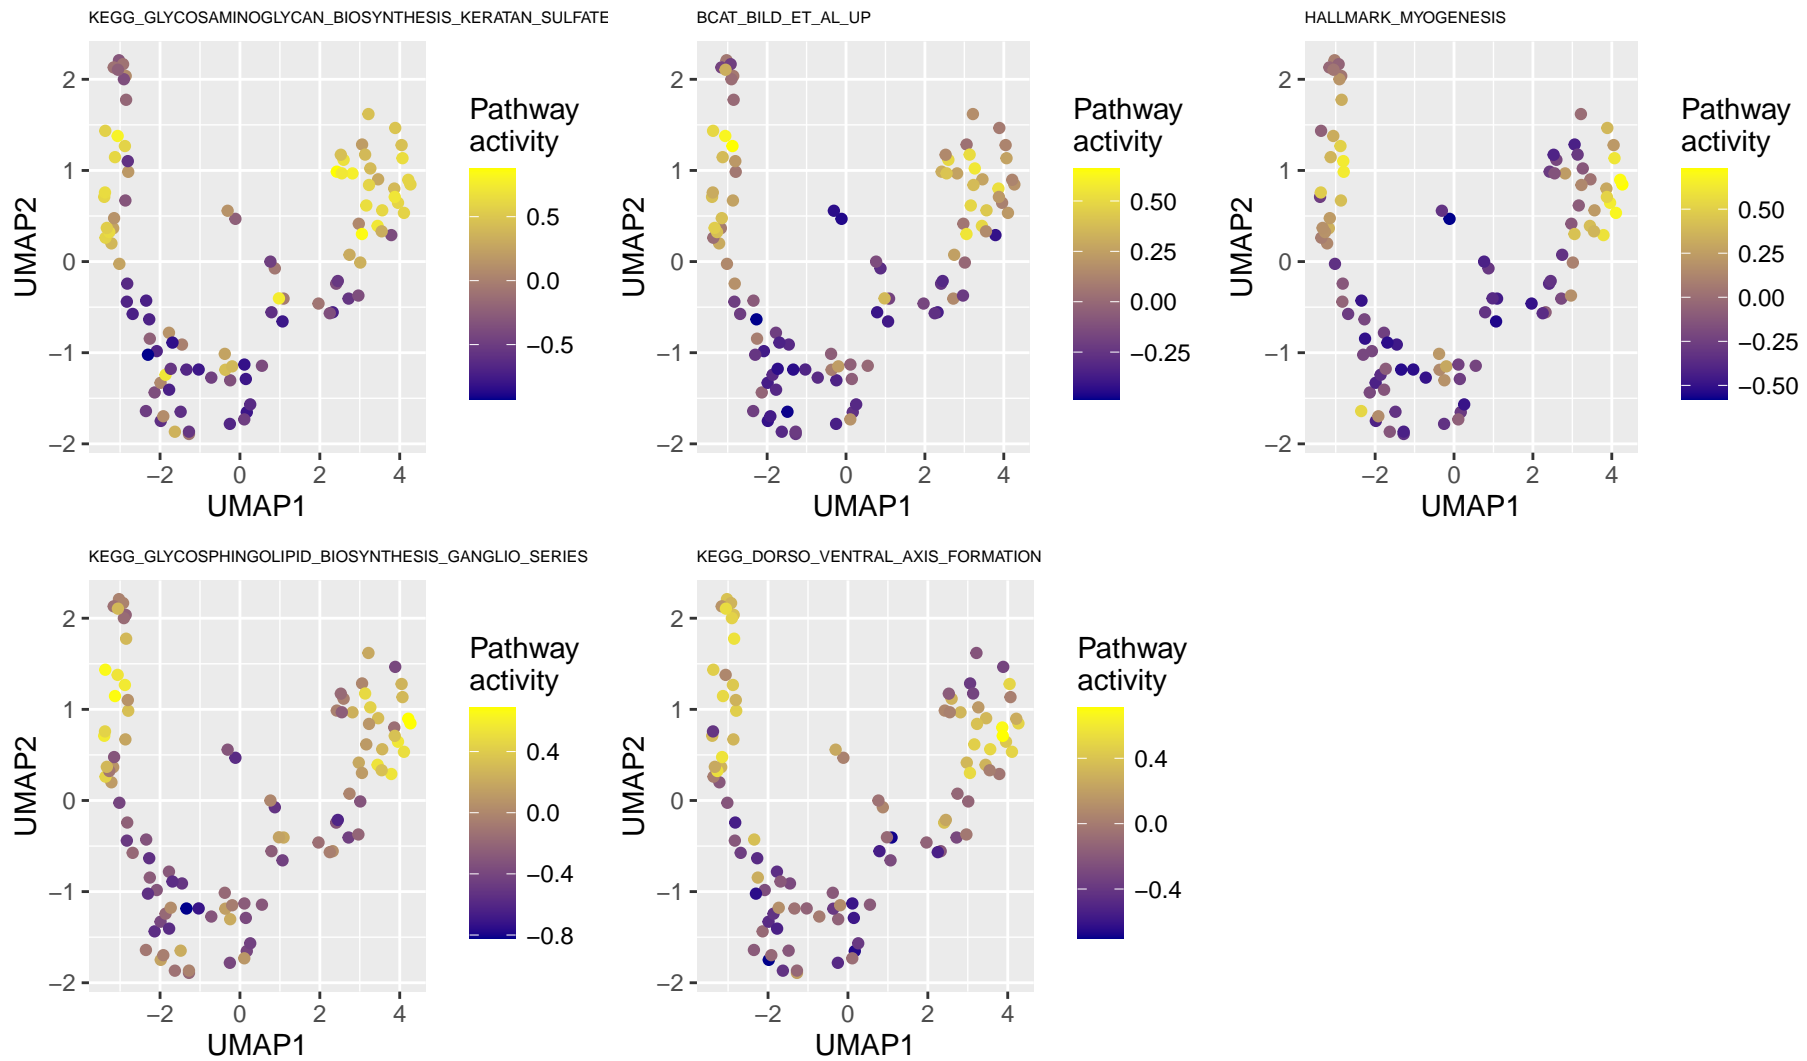 KEGG_GLYCOSAMINOGLYCAN_BIOSYNTHESIS_KERATAN_SULFATE
UMAP2
2
1
0
−1
−2
−2 0 2 4
UMAP1
Pathway
activity
0.5
0.0
−0.5
BCAT_BILD_ET_AL_UP
UMAP2
2
1
0
−1
−2
−2 0 2 4
UMAP1
Pathway
activity
0.50
0.25
0.00
−0.25
HALLMARK_MYOGENESIS
UMAP2
2
1
0
−1
−2
−2 0 2 4
UMAP1
Pathway
activity
0.50
0.25
0.00
−0.25
−0.50
KEGG_GLYCOSPHINGOLIPID_BIOSYNTHESIS_GANGLIO_SERIES
UMAP2
2
1
0
−1
−2
−2 0 2 4
UMAP1
Pathway
activity
0.4
0.0
−0.4
−0.8
KEGG_DORSO_VENTRAL_AXIS_FORMATION
UMAP2
2
1
0
−1
−2
−2 0 2 4
UMAP1
Pathway
activity
0.4
0.0
−0.4